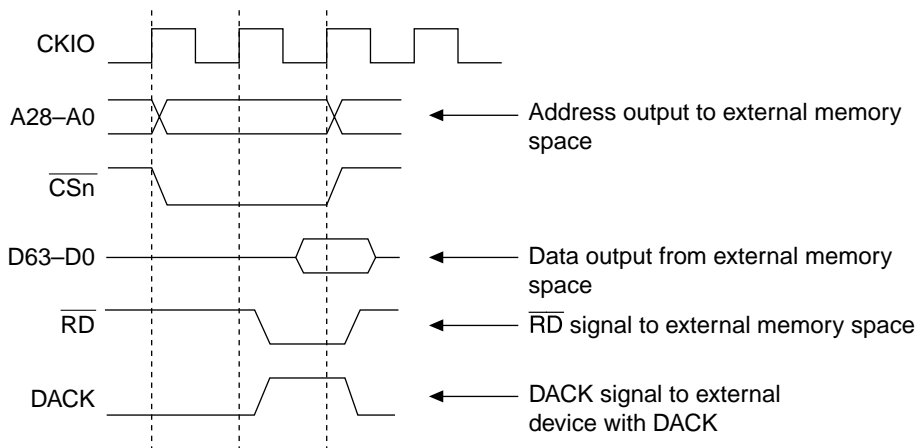 CKIO
A28–A0
Address output to external memory
space
CSn
D63–D0
Data output from external memory
space
RD
RD signal to external memory space
DACK
DACK signal to external
device with DACK